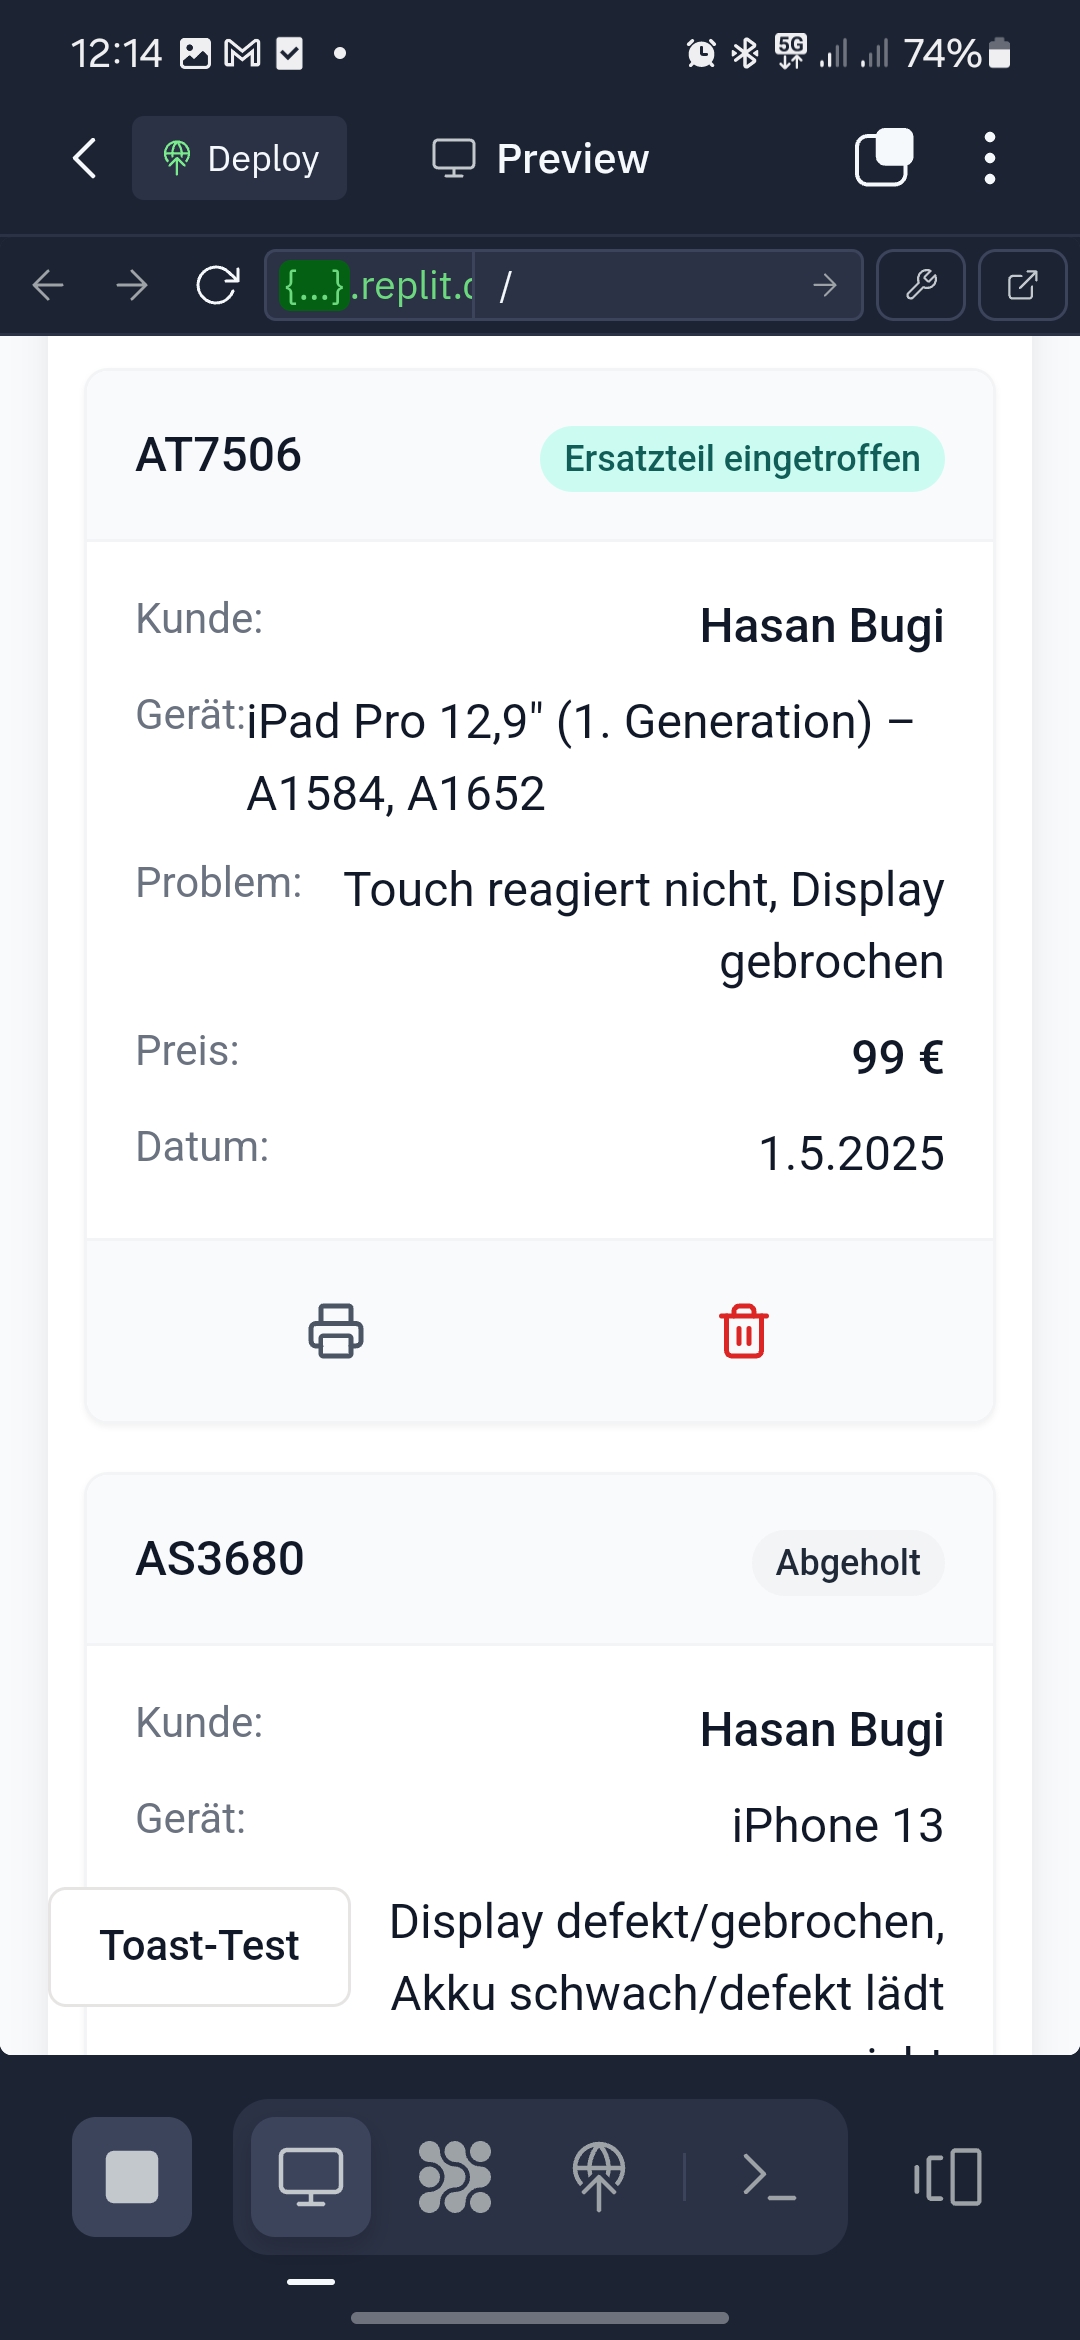 12:14
5G
74%
Deploy
Preview
{...}.replit.c
/
AT7506
Ersatzteil eingetroffen
Kunde:
Hasan Bugi
Gerät:
iPad Pro 12,9" (1. Generation) –
A1584, A1652
Problem:
Touch reagiert nicht, Display
gebrochen
Preis:
99 €
Datum:
1.5.2025
AS3680
Abgeholt
Kunde:
Hasan Bugi
Gerät:
iPhone 13
Toast-Test
Display defekt/gebrochen,
Akku schwach/defekt lädt